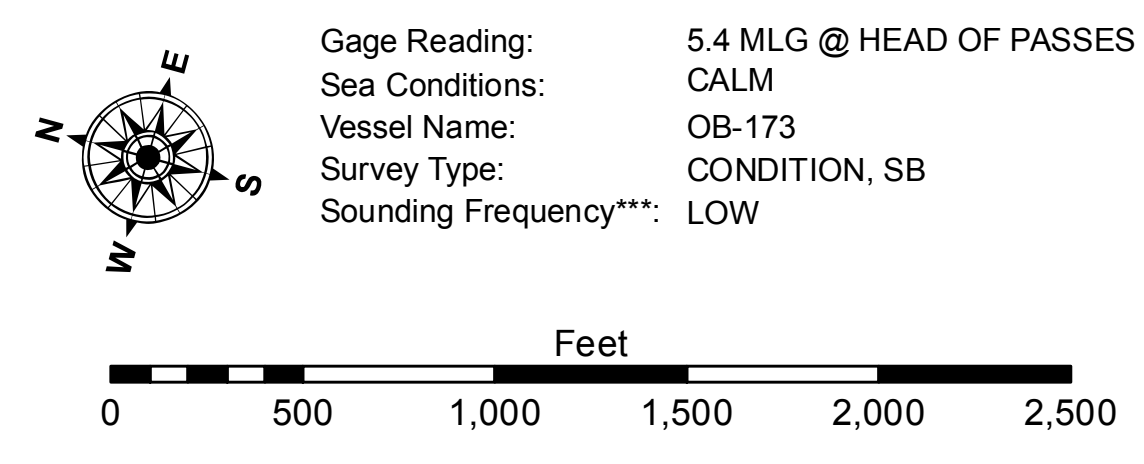 N
E
S
W
Gage Reading: 5.4 MLG @ HEAD OF PASSES
Sea Conditions: CALM
Vessel Name: OB-173
Survey Type: CONDITION, SB
Sounding Frequency***: LOW
Feet
0 500 1,000 1,500 2,000 2,500